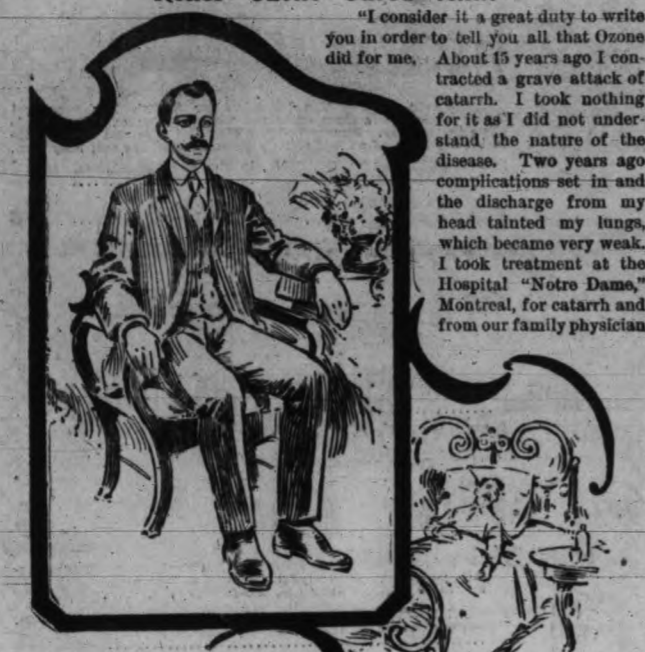 "I consider it a great duty to write
you in order to tell you all that Ozone
did for me. About 15 years ago I con-
tracted a grave attack of
catarrh. I took nothing
for it as I did not under-
stand the nature of the
disease. Two years ago
complications set in and
the discharge from my
head tainted my lungs,
which became very weak.
I took treatment at the
Hospital "Notre Dame,"
Montreal, for catarrh and
from our family physician